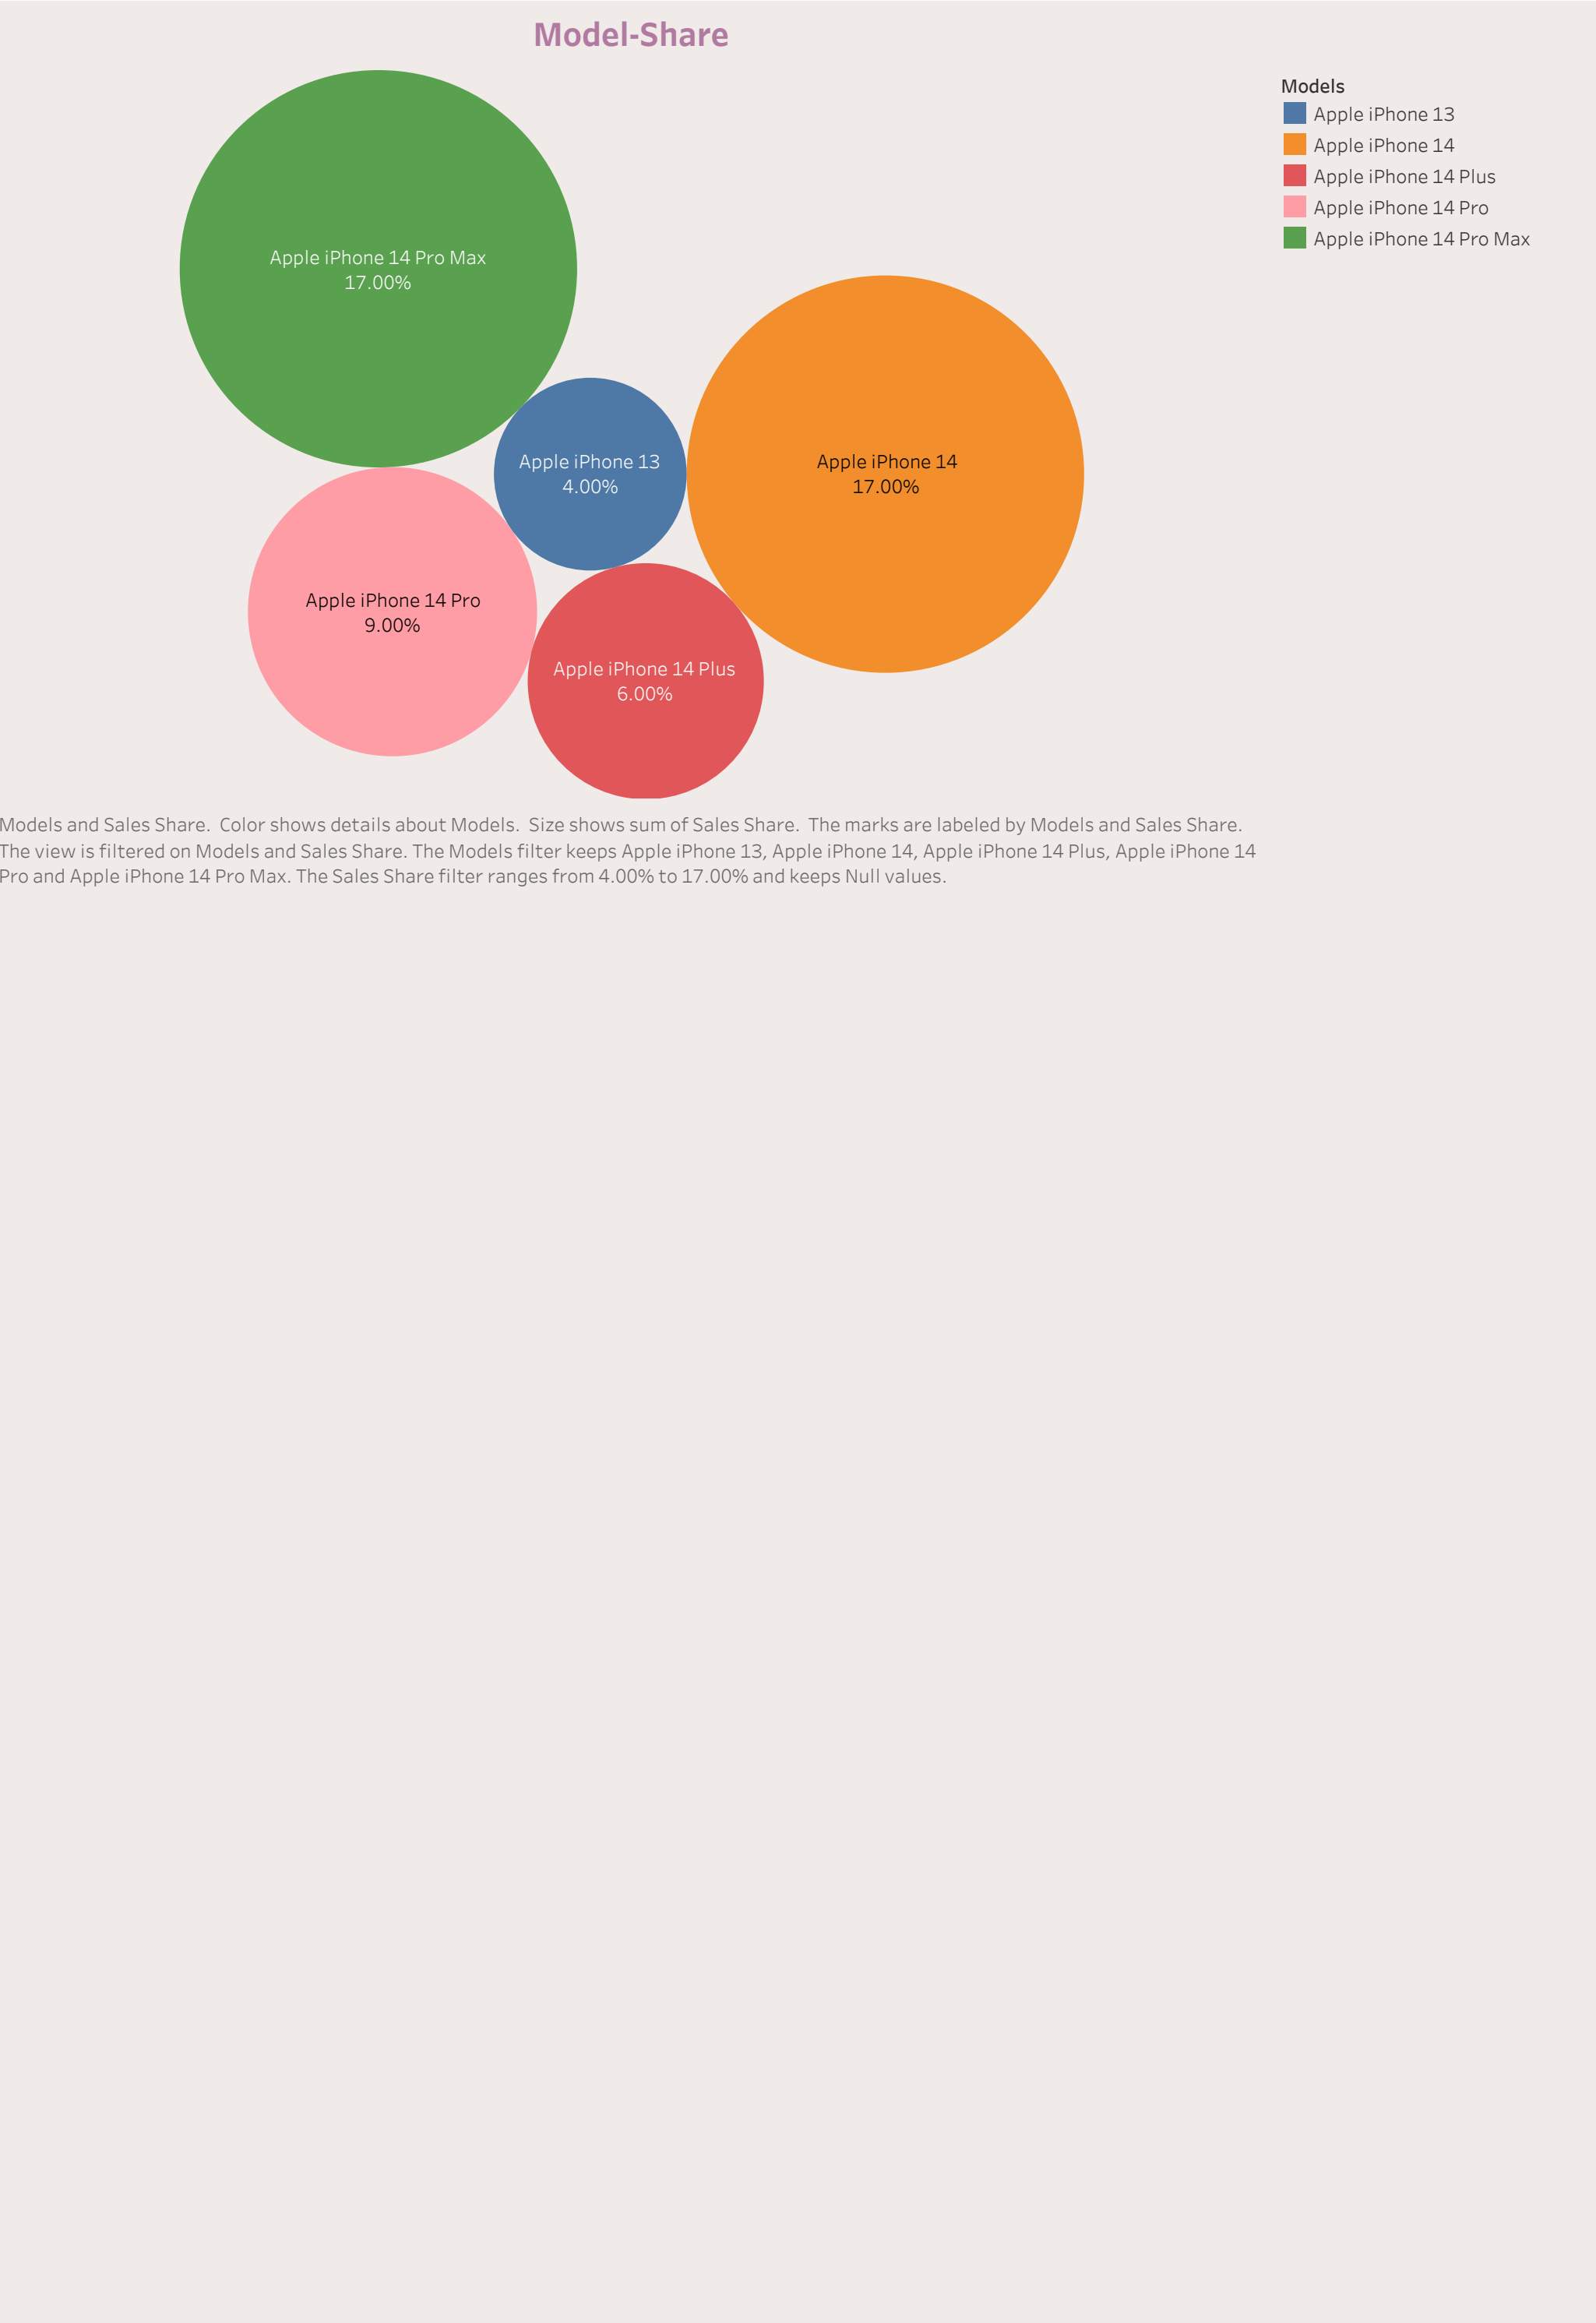 Model-Share
Models
Apple iPhone 13
Apple iPhone 14
Apple iPhone 14 Plus
Apple iPhone 14 Pro
Apple iPhone 14 Pro Max
Apple iPhone 14 Pro Max
17.00%
Apple iPhone 13
4.00%
Apple iPhone 14
17.00%
Apple iPhone 14 Pro
9.00%
Apple iPhone 14 Plus
6.00%
Models and Sales Share.  Color shows details about Models.  Size shows sum of Sales Share.  The marks are labeled by Models and Sales Share.
The view is filtered on Models and Sales Share. The Models filter keeps Apple iPhone 13, Apple iPhone 14, Apple iPhone 14 Plus, Apple iPhone 14
Pro and Apple iPhone 14 Pro Max. The Sales Share filter ranges from 4.00% to 17.00% and keeps Null values.